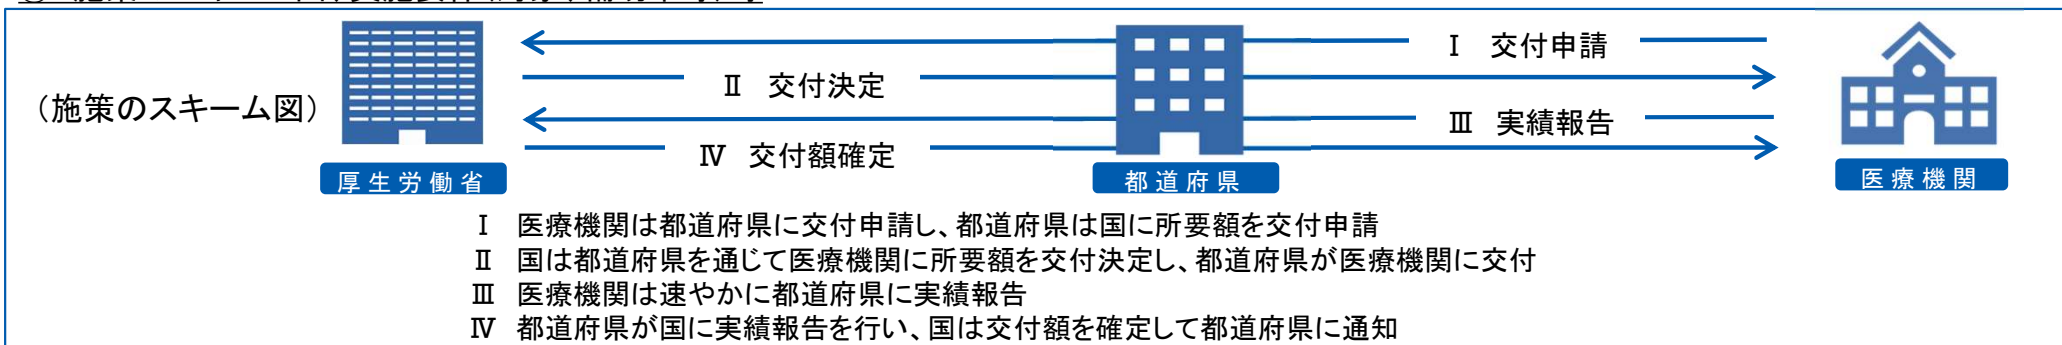 （施策のスキーム図）
Ⅰ 交付申請
Ⅱ 交付決定
Ⅲ 実績報告
Ⅳ 交付額確定
厚生労働省
都道府県
医療機関
Ⅰ 医療機関は都道府県に交付申請し、都道府県は国に所要額を交付申請
Ⅱ 国は都道府県を通じて医療機関に所要額を交付決定し、都道府県が医療機関に交付
Ⅲ 医療機関は速やかに都道府県に実績報告
Ⅳ 都道府県が国に実績報告を行い、国は交付額を確定して都道府県に通知